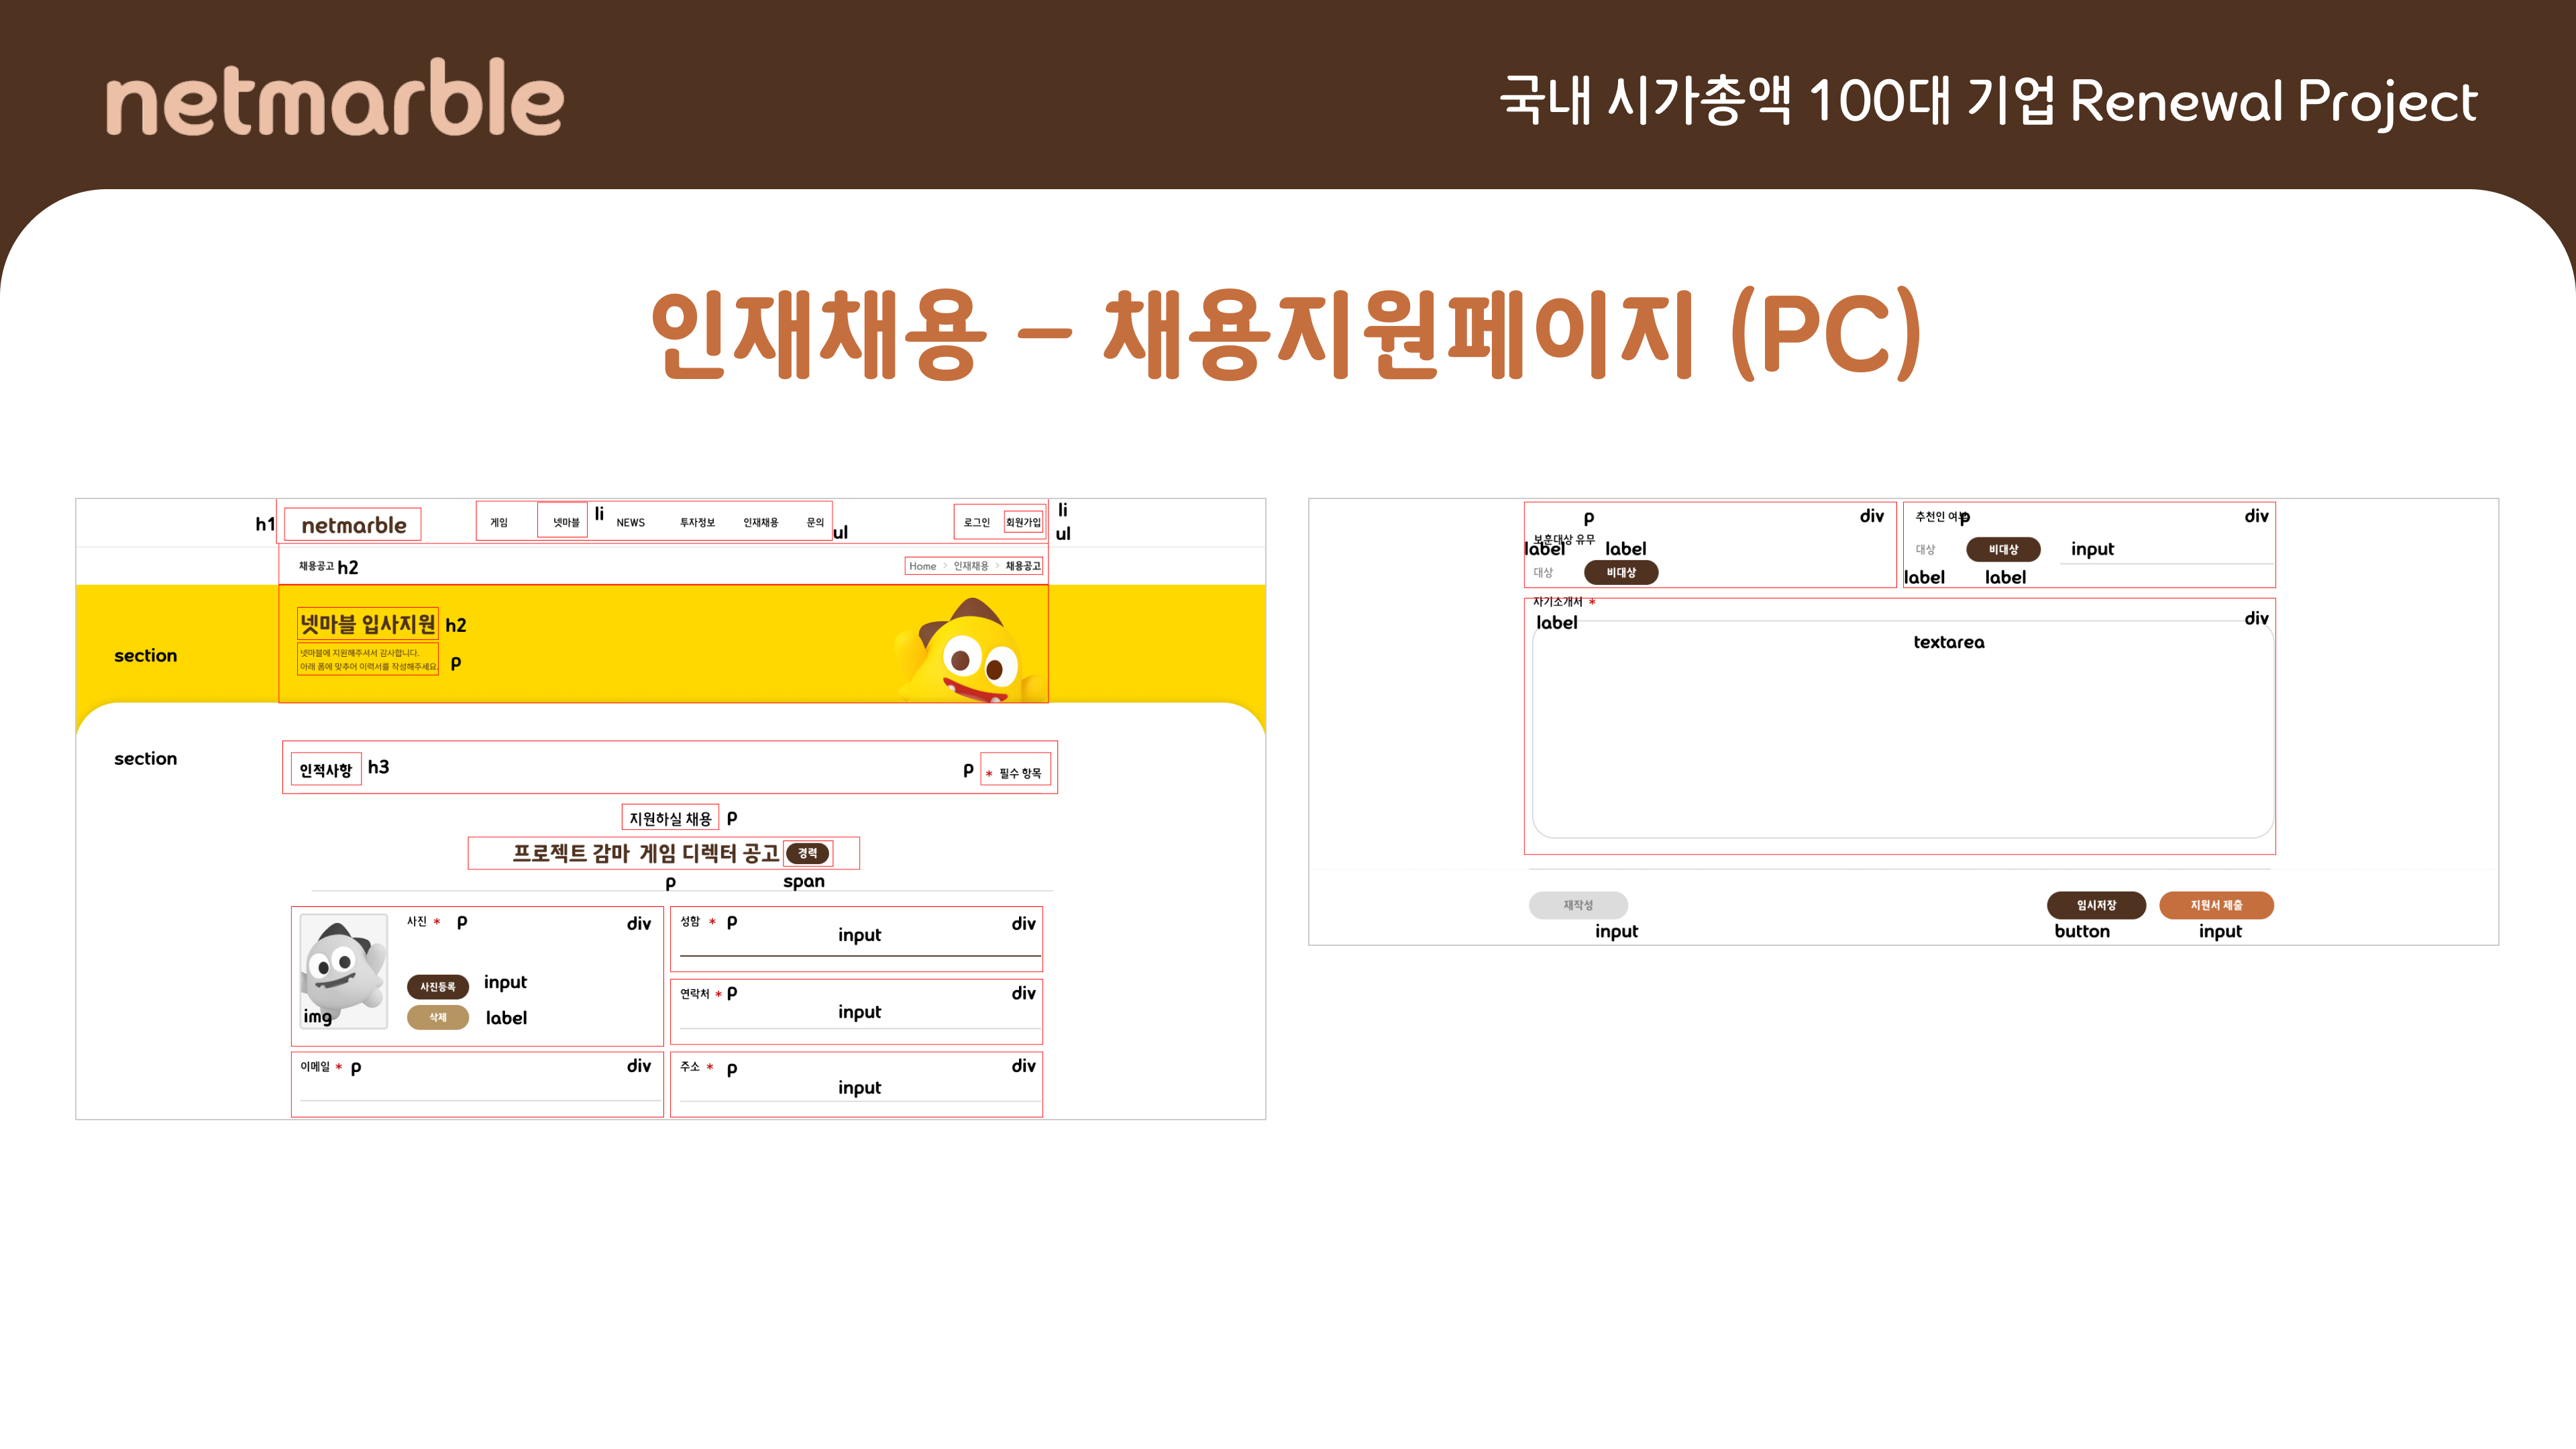 netmarble
국내 시가총액 100대 기업 Renewal Project
인재채용 – 채용지원페이지 (PC)
h1 netmarble 게임 넷마블 li NEWS 투자정보 인재채용 문의 ul 로그인 회원가입 li ul
채용공고 h2 Home > 인재채용 > 채용공고
section
넷마블 입사지원 h2
넷마블에 지원해주셔서 감사합니다.
아래 폼에 맞추어 이력서를 작성해주세요. p
section
인적사항 h3 p * 필수 항목
지원하실 채용 p
프로젝트 감마 게임 디렉터 공고 경력
p span
사진 * p div
사진등록 input
img 삭제 label
성함 * p div
input
연락처 * p div
input
이메일 * p div
주소 * p div
input
p div
보훈대상 유무
label label
대상 비대상
추천인 여부 p div
대상 비대상 input
label label
자기소개서 *
label div
textarea
재작성 임시저장 지원서 제출
input button input